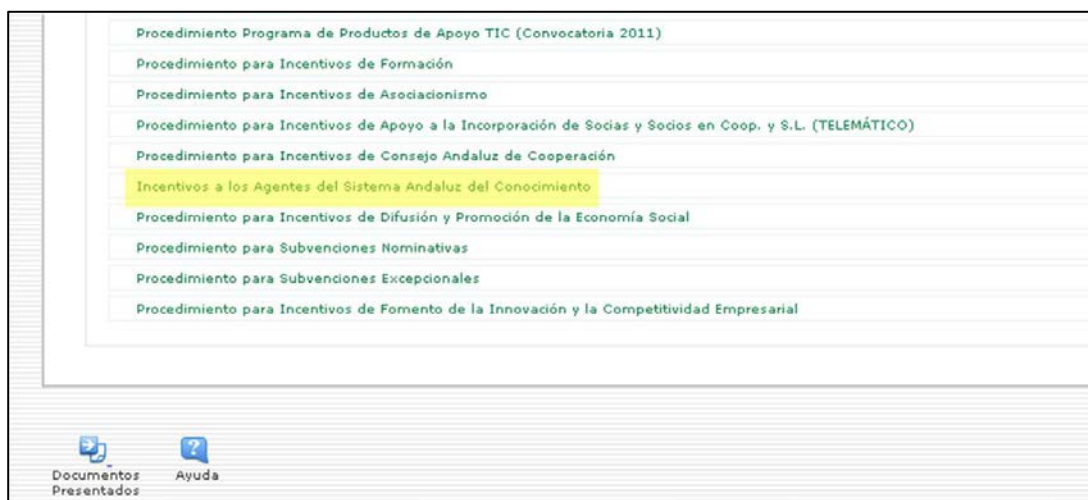 Procedimiento Programa de Productos de Apoyo TIC (Convocatoria 2011)
Procedimiento para Incentivos de Formación
Procedimiento para Incentivos de Asociacionismo
Procedimiento para Incentivos de Apoyo a la Incorporación de Socias y Socios en Coop. y S.L. (TELEMÁTICO)
Procedimiento para Incentivos de Consejo Andaluz de Cooperación
Incentivos a los Agentes del Sistema Andaluz del Conocimiento
Procedimiento para Incentivos de Difusión y Promoción de la Economía Social
Procedimiento para Subvenciones Nominativas
Procedimiento para Subvenciones Excepcionales
Procedimiento para Incentivos de Fomento de la Innovación y la Competitividad Empresarial
Documentos
Presentados
Ayuda